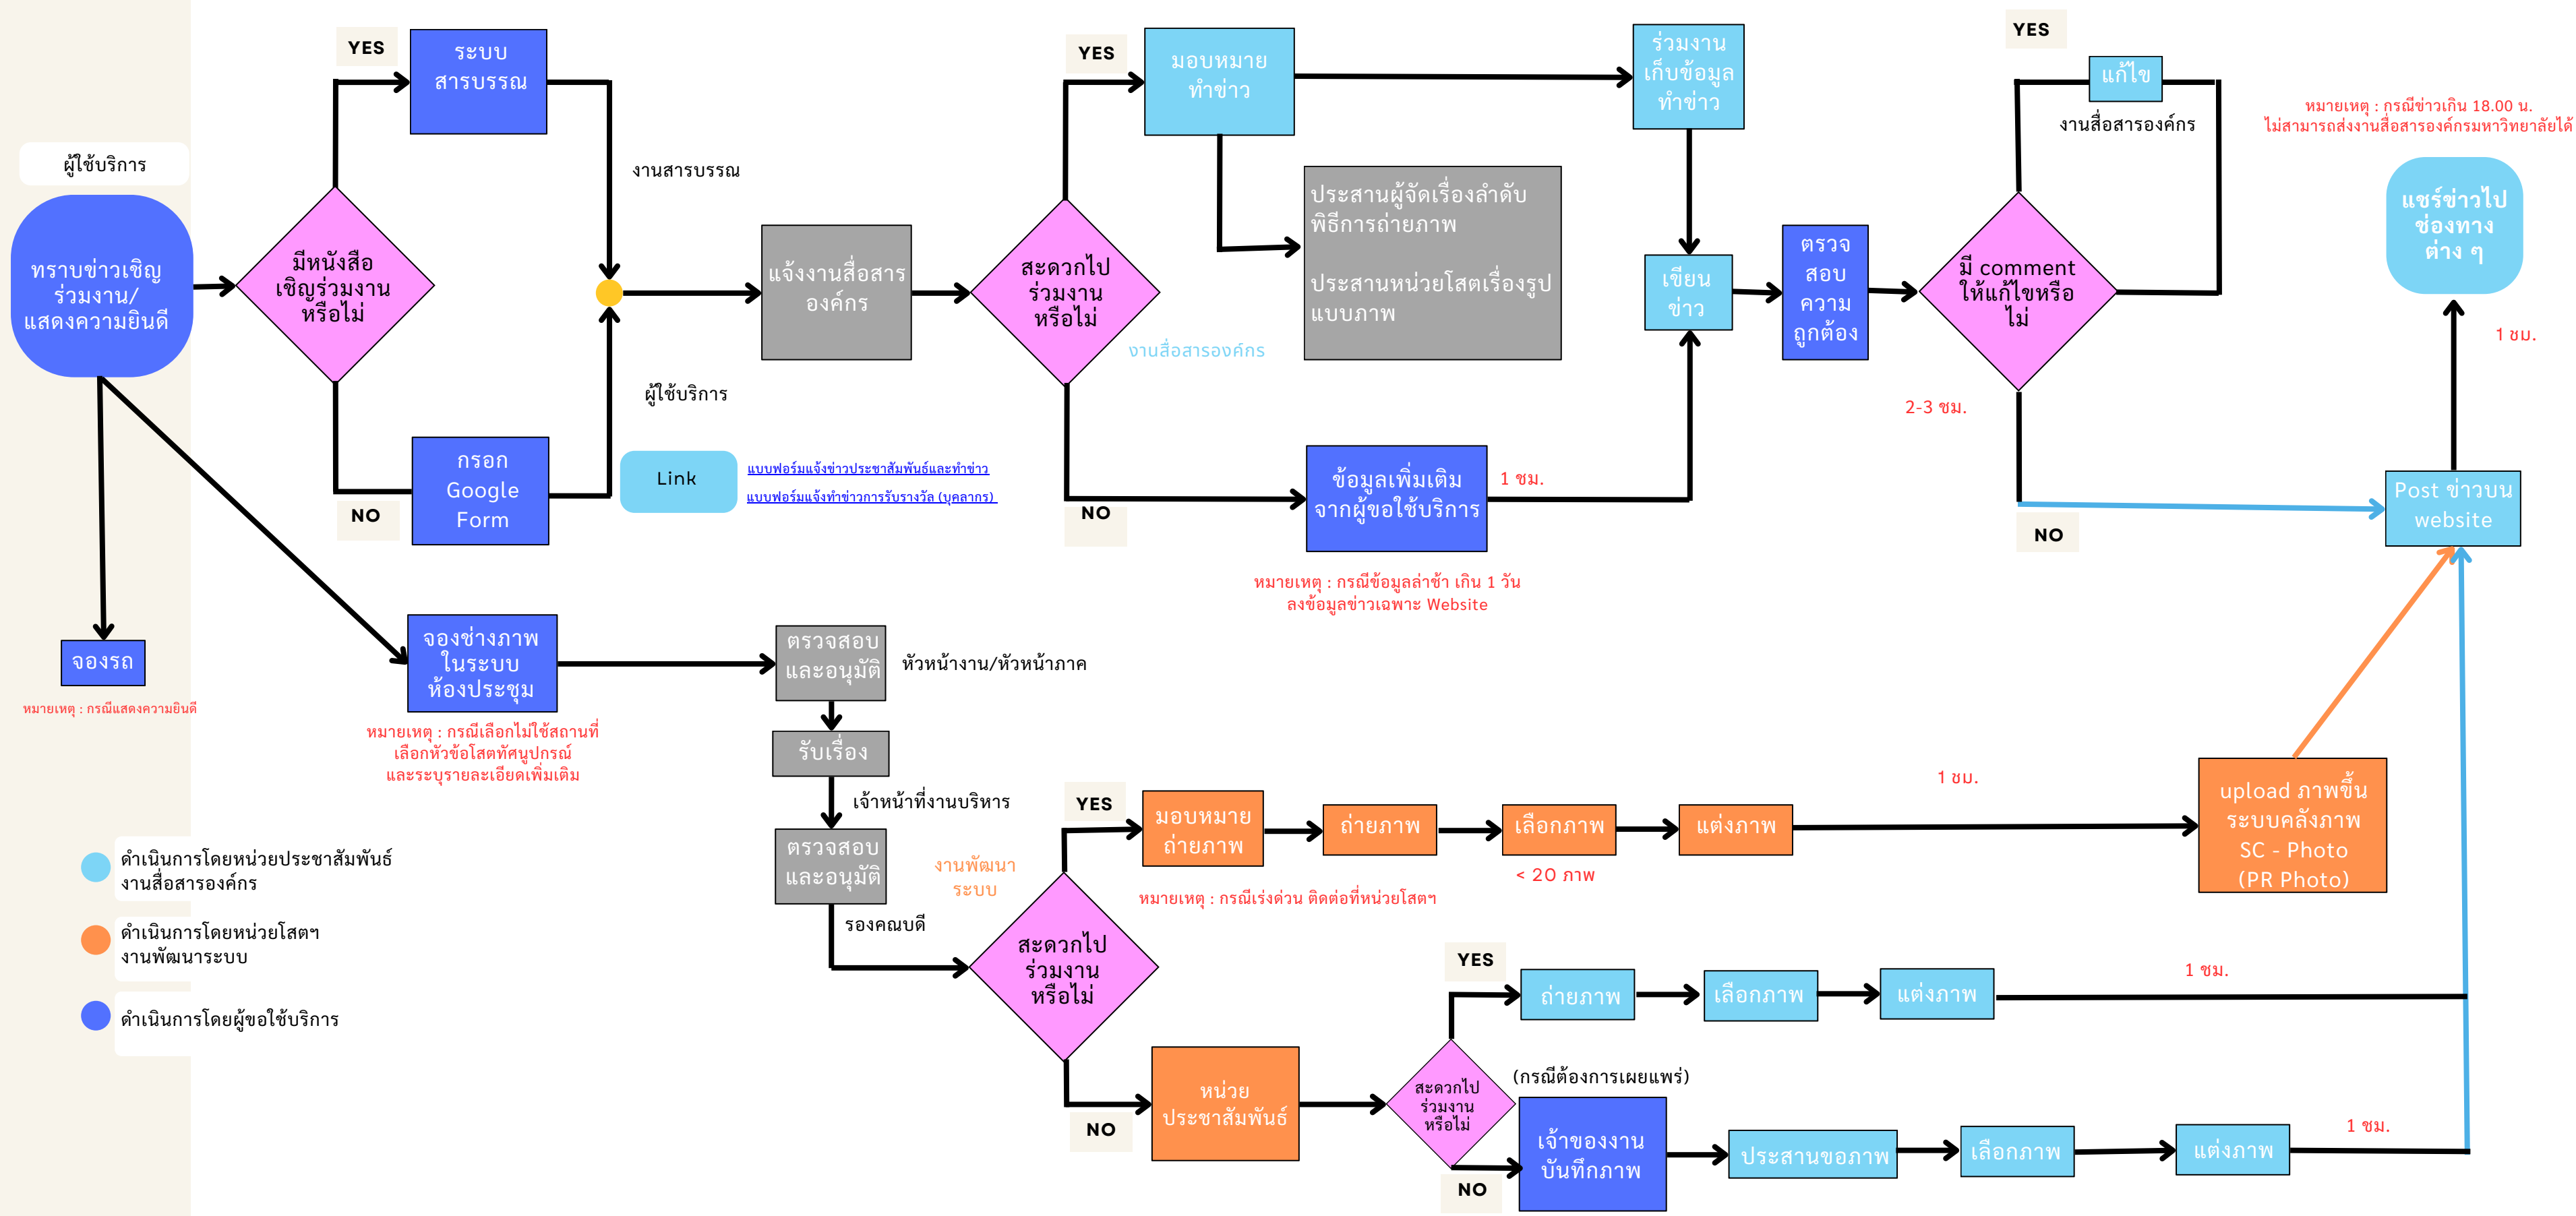 ผู้ใช้บริการ
ทราบข่าวเชิญ
ร่วมงาน/
แสดงความยินดี
จองรถ
หมายเหตุ : กรณีแสดงความยินดี
YES
ระบบ
สารบรรณ
มีหนังสือ
เชิญร่วมงาน
หรือไม่
NO
กรอก
Google
Form
งานสารบรรณ
ผู้ใช้บริการ
Link
แบบฟอร์มแจ้งข่าวประชาสัมพันธ์และทำข่าว
แบบฟอร์มแจ้งทำข่าวการรับรางวัล (บุคลากร)
แจ้งงานสื่อสาร
องค์กร
สะดวกไป
ร่วมงาน
หรือไม่
งานสื่อสารองค์กร
YES
มอบหมาย
ทำข่าว
ประสานผู้จัดเรื่องลำดับ
พิธีการถ่ายภาพ
ประสานหน่วยโสตเรื่องรูป
แบบภาพ
ร่วมงาน
เก็บข้อมูล
ทำข่าว
NO
ข้อมูลเพิ่มเติม
จากผู้ขอใช้บริการ
1 ชม.
หมายเหตุ : กรณีข้อมูลล่าช้า เกิน 1 วัน
ลงข้อมูลข่าวเฉพาะ Website
เขียน
ข่าว
ตรวจ
สอบ
ความ
ถูกต้อง
YES
แก้ไข
งานสื่อสารองค์กร
มี comment
ให้แก้ไขหรือ
ไม่
2-3 ชม.
NO
หมายเหตุ : กรณีข่าวเกิน 18.00 น.
ไม่สามารถส่งงานสื่อสารองค์กรมหาวิทยาลัยได้
แชร์ข่าวไป
ช่องทาง
ต่าง ๆ
1 ชม.
Post ข่าวบน
website
จองช่างภาพ
ในระบบ
ห้องประชุม
หมายเหตุ : กรณีเลือกไม่ใช้สถานที่
เลือกหัวข้อโสตทัศนูปกรณ์
และระบุรายละเอียดเพิ่มเติม
ตรวจสอบ
และอนุมัติ
หัวหน้างาน/หัวหน้าภาค
รับเรื่อง
เจ้าหน้าที่งานบริหาร
ตรวจสอบ
และอนุมัติ
รองคณบดี
งานพัฒนา
ระบบ
สะดวกไป
ร่วมงาน
หรือไม่
YES
มอบหมาย
ถ่ายภาพ
ถ่ายภาพ
เลือกภาพ
แต่งภาพ
1 ชม.
< 20 ภาพ
หมายเหตุ : กรณีเร่งด่วน ติดต่อที่หน่วยโสตฯ
upload ภาพขึ้น
ระบบคลังภาพ
SC - Photo
(PR Photo)
NO
หน่วย
ประชาสัมพันธ์
สะดวกไป
ร่วมงาน
หรือไม่
YES
ถ่ายภาพ
เลือกภาพ
แต่งภาพ
1 ชม.
(กรณีต้องการเผยแพร่)
NO
เจ้าของงาน
บันทึกภาพ
ประสานขอภาพ
เลือกภาพ
แต่งภาพ
1 ชม.
ดำเนินการโดยหน่วยประชาสัมพันธ์
งานสื่อสารองค์กร
ดำเนินการโดยหน่วยโสตฯ
งานพัฒนาระบบ
ดำเนินการโดยผู้ขอใช้บริการ